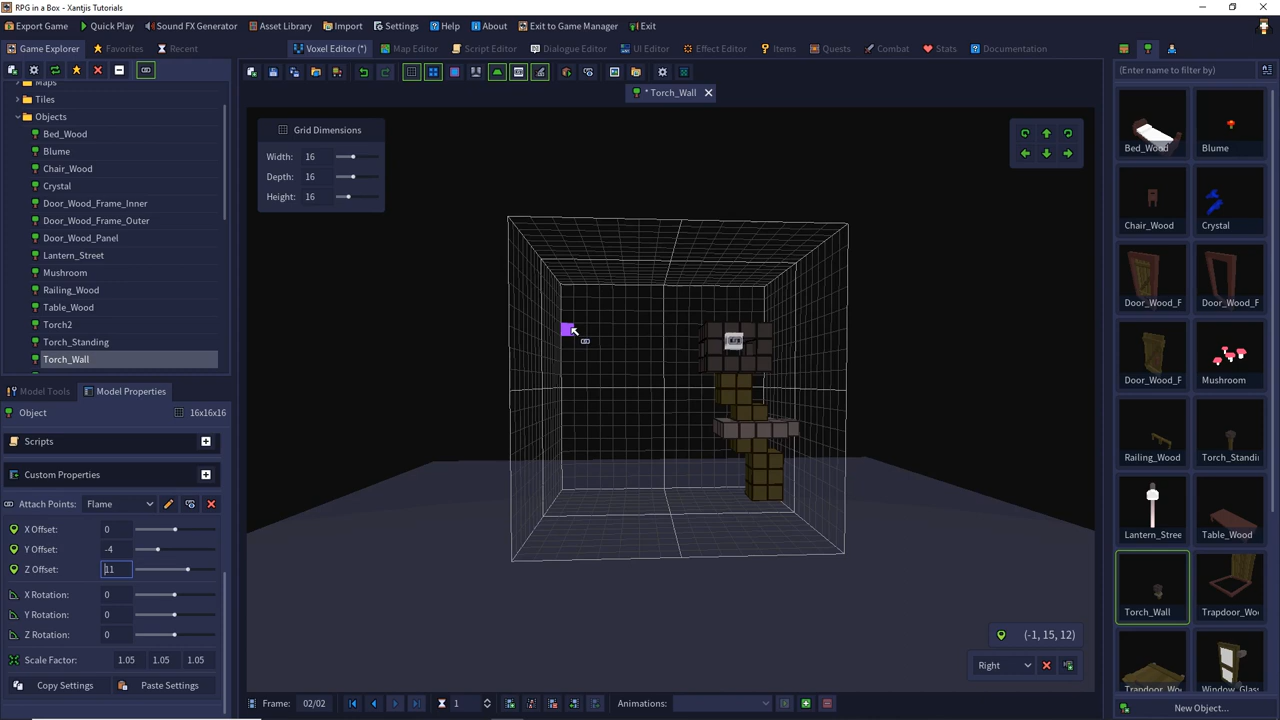 RPG in a Box - Xantjis Tutorials
Export Game Quick Play Sound FX Generator Asset Library Import Settings Help About Exit to Game Manager Exit
Game Explorer Favorites Recent Voxel Editor (*) Map Editor Script Editor Dialogue Editor UI Editor Effect Editor Items Quests Combat Stats Documentation
(Enter name to filter by)
* Torch_Wall
Maps
Tiles
Objects
Bed_Wood
Blume
Chair_Wood
Crystal
Door_Wood_Frame_Inner
Door_Wood_Frame_Outer
Door_Wood_Panel
Lantern_Street
Mushroom
Railing_Wood
Table_Wood
Torch2
Torch_Standing
Torch_Wall
Model Tools Model Properties
Object 16x16x16
Scripts
Custom Properties
Attach Points: Flame
X Offset: 0
Y Offset: -4
Z Offset: 11
X Rotation: 0
Y Rotation: 0
Z Rotation: 0
Scale Factor: 1.05 1.05 1.05
Copy Settings Paste Settings
Grid Dimensions
Width: 16
Depth: 16
Height: 16
(-1, 15, 12)
Right
Frame: 02/02 1 Animations:
Bed_Wood Blume
Chair_Wood Crystal
Door_Wood_F Door_Wood_F
Door_Wood_F Mushroom
Railing_Wood Torch_Standi
Lantern_Stree Table_Wood
Torch_Wall Trapdoor_Woo
Trapdoor_Wo Window_Glas
New Object...